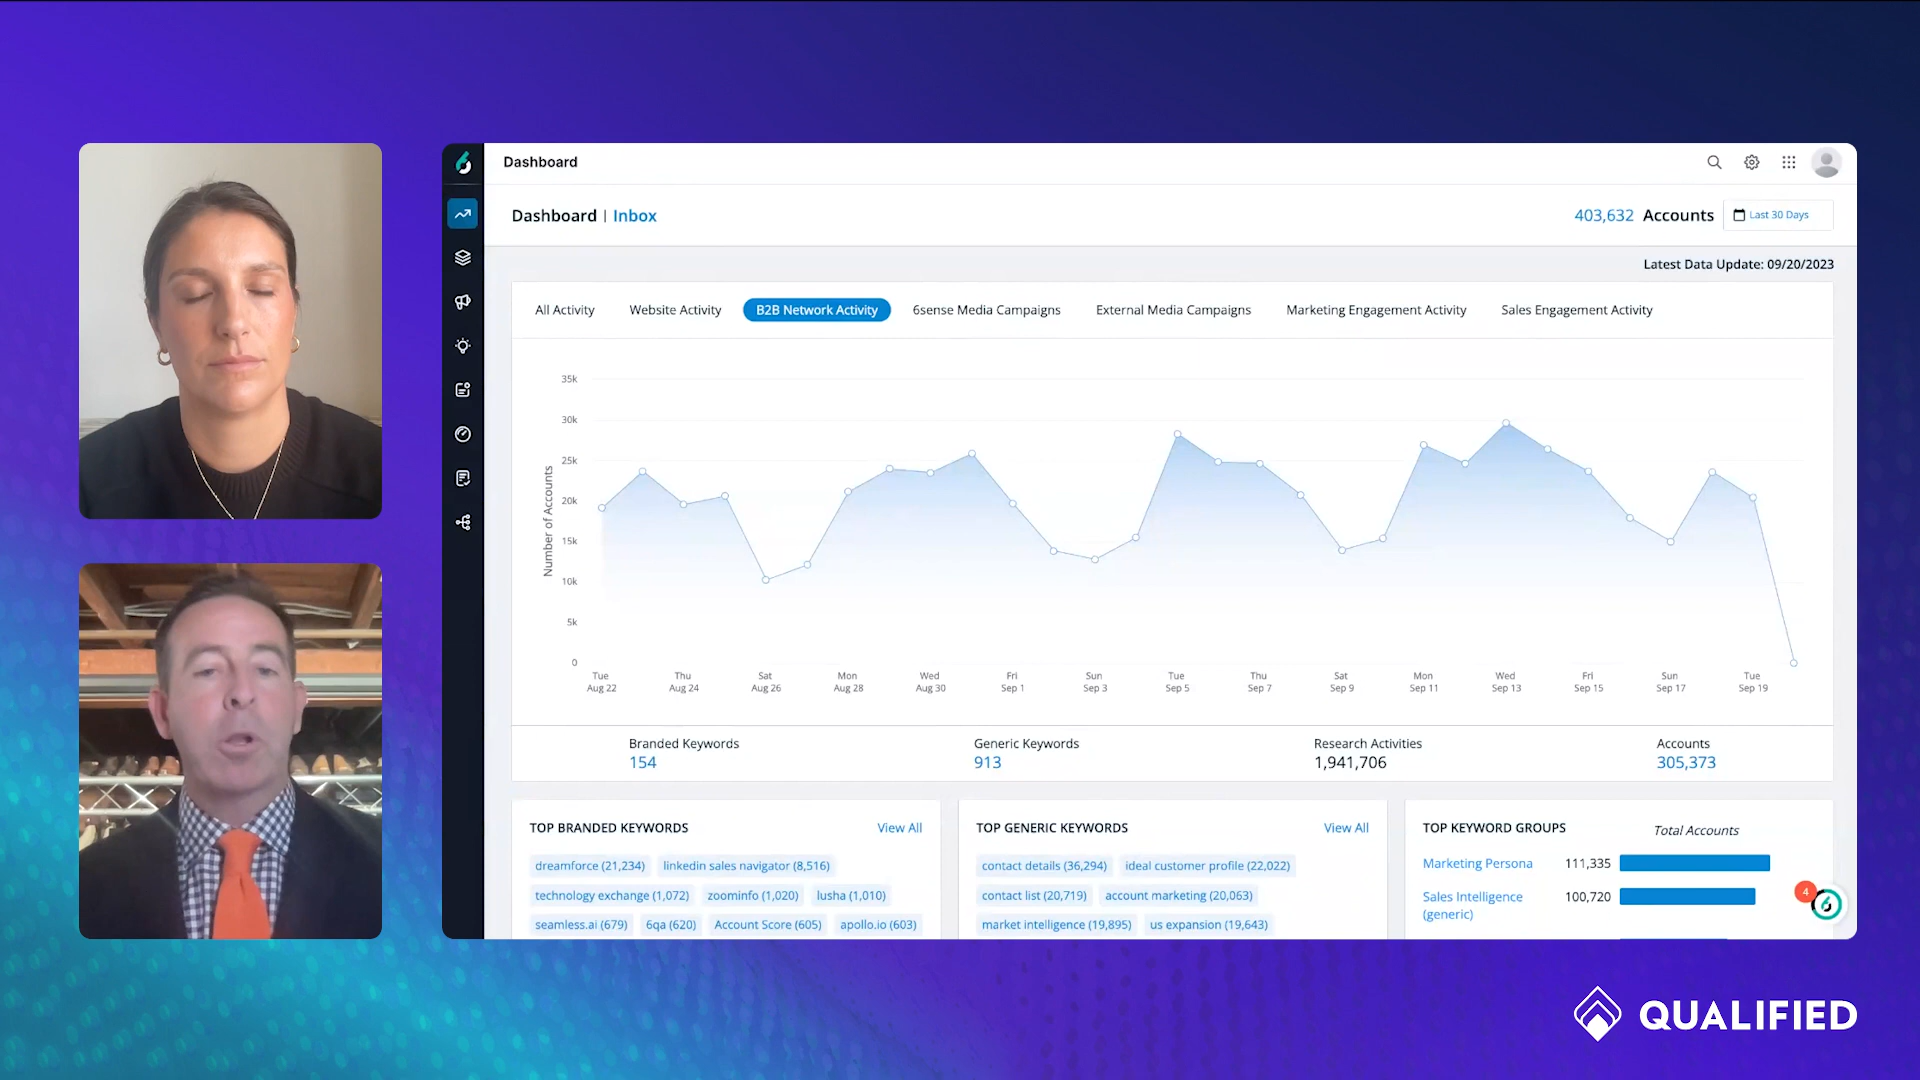 Dashboard
Dashboard | Inbox
403,632 Accounts
Last 30 Days
Latest Data Update: 09/20/2023
All Activity
Website Activity
B2B Network Activity
6sense Media Campaigns
External Media Campaigns
Marketing Engagement Activity
Sales Engagement Activity
Number of Accounts
35k
30k
25k
20k
15k
10k
5k
0
Tue
Aug 22
Thu
Aug 24
Sat
Aug 26
Mon
Aug 28
Wed
Aug 30
Fri
Sep 1
Sun
Sep 3
Tue
Sep 5
Thu
Sep 7
Sat
Sep 9
Mon
Sep 11
Wed
Sep 13
Fri
Sep 15
Sun
Sep 17
Tue
Sep 19
Branded Keywords
154
Generic Keywords
913
Research Activities
1,941,706
Accounts
305,373
TOP BRANDED KEYWORDS
View All
dreamforce (21,234)
linkedin sales navigator (8,516)
technology exchange (1,072)
zoominfo (1,020)
lusha (1,010)
seamless.ai (679)
6qa (620)
Account Score (605)
apollo.io (603)
TOP GENERIC KEYWORDS
View All
contact details (36,294)
ideal customer profile (22,022)
contact list (20,719)
account marketing (20,063)
market intelligence (19,895)
us expansion (19,643)
TOP KEYWORD GROUPS
Total Accounts
Marketing Persona
111,335
Sales Intelligence
(generic)
100,720
4
QUALIFIED